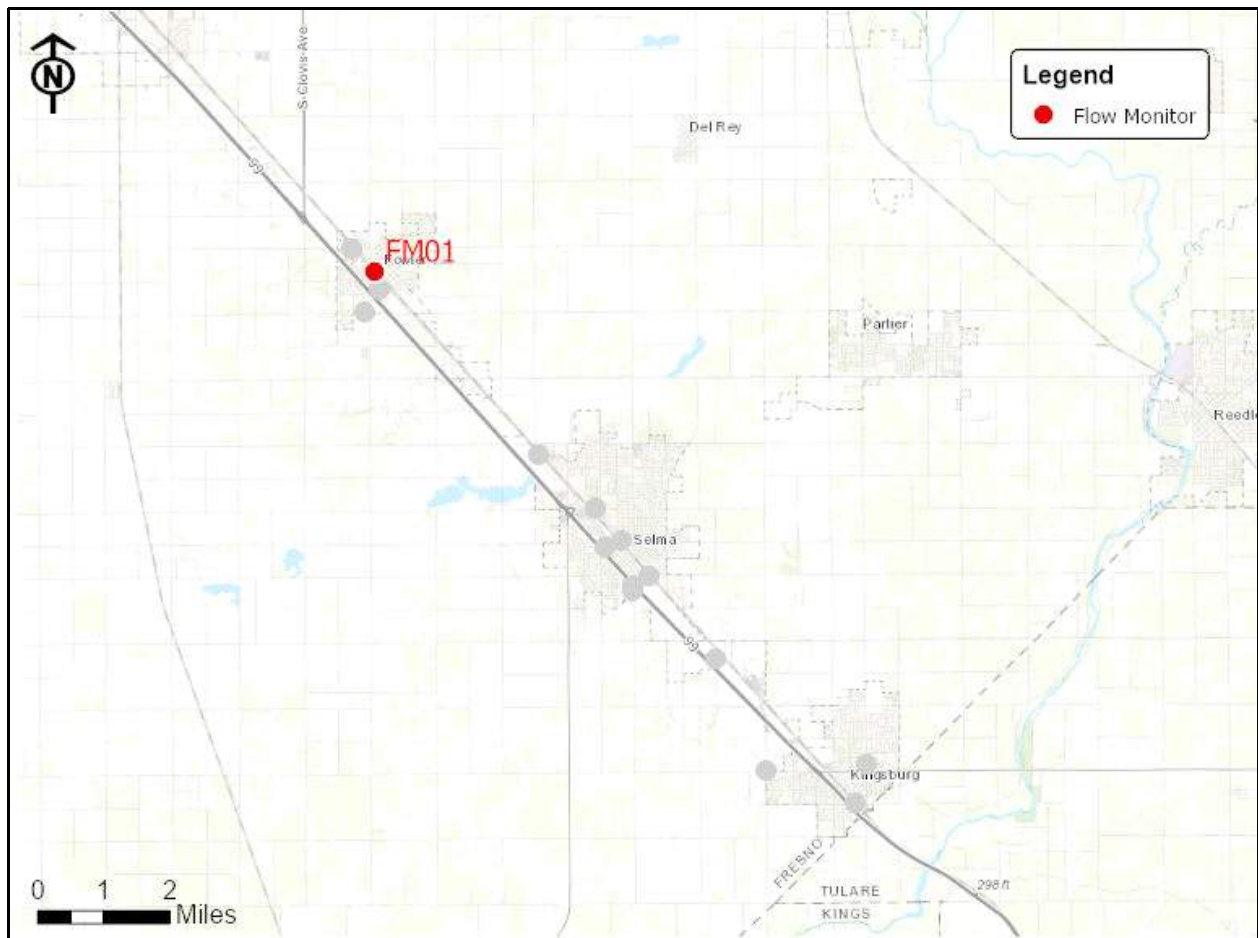 N
S Clovis Ave
Legend
Flow Monitor
Del Rey
99
FM01
Parlier
Selma
99
Kingsburg
FRESNO
TULARE
KINGS
298 ft
0 1 2
Miles